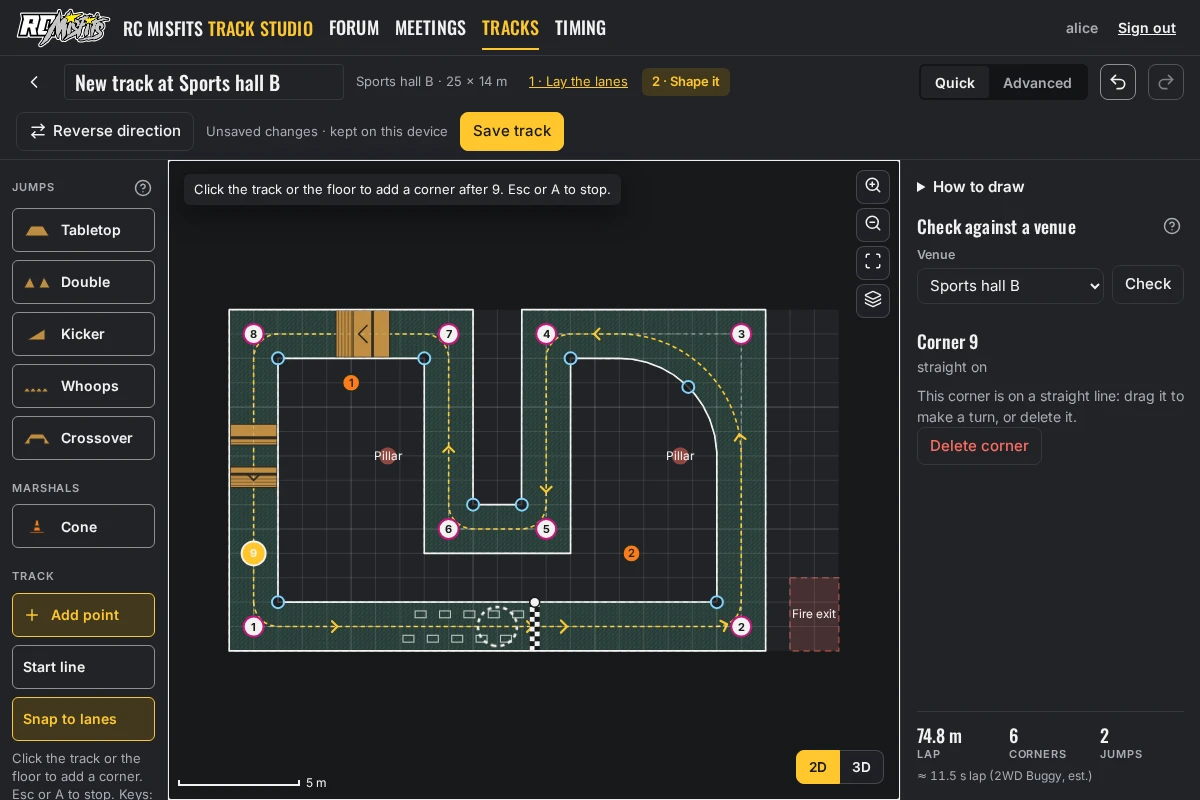 RC Misfits
RC MISFITS TRACK STUDIO
FORUM
MEETINGS
TRACKS
TIMING
alice
Sign out
New track at Sports hall B
Sports hall B · 25 × 14 m
1 · Lay the lanes
2 · Shape it
Quick
Advanced
Reverse direction
Unsaved changes · kept on this device
Save track
JUMPS
?
Tabletop
Double
Kicker
Whoops
Crossover
MARSHALS
Cone
TRACK
+ Add point
Start line
Snap to lanes
Click the track or the
floor to add a corner.
Esc or A to stop. Keys:
Click the track or the floor to add a corner after 9. Esc or A to stop.
8
7
4
3
1
Pillar
Pillar
6
5
9
2
1
2
Fire exit
5 m
2D
3D
How to draw
Check against a venue
?
Venue
Sports hall B
Check
Corner 9
straight on
This corner is on a straight line: drag it to
make a turn, or delete it.
Delete corner
74.8 m
LAP
6
CORNERS
2
JUMPS
≈ 11.5 s lap (2WD Buggy, est.)